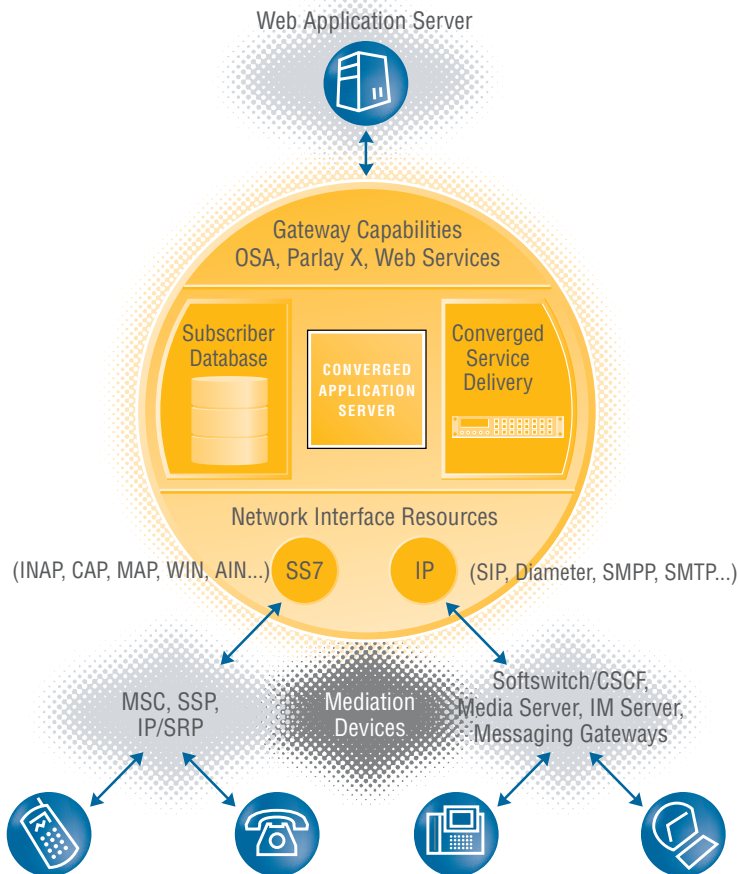 Web Application Server
Gateway Capabilities
OSA, Parlay X, Web Services
Subscriber
Database
CONVERGED
APPLICATION
SERVER
Converged
Service
Delivery
Network Interface Resources
(INAP, CAP, MAP, WIN, AIN...)
SS7
IP
(SIP, Diameter, SMPP, SMTP...)
MSC, SSP,
IP/SRP
Mediation
Devices
Softswitch/CSCF,
Media Server, IM Server,
Messaging Gateways